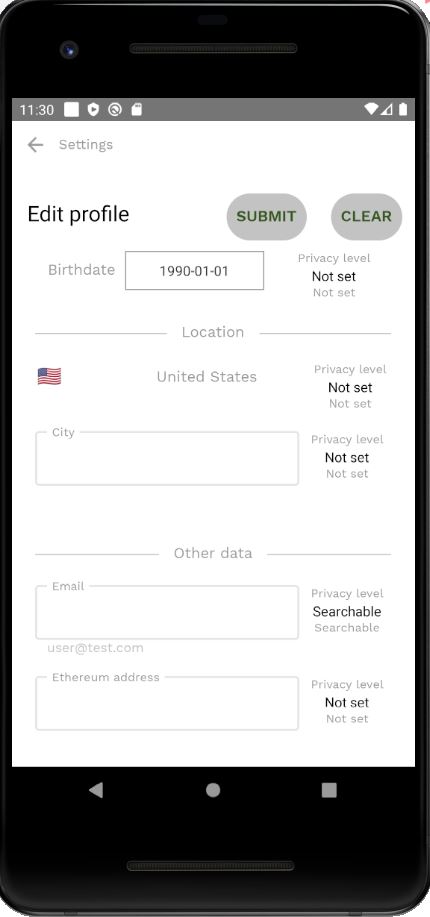 11:30
Settings
Edit profile
SUBMIT
CLEAR
Birthdate
1990-01-01
Privacy level
Not set
Not set
Location
United States
Privacy level
Not set
Not set
City
Privacy level
Not set
Not set
Other data
Email
Privacy level
Searchable
Searchable
user@test.com
Ethereum address
Privacy level
Not set
Not set